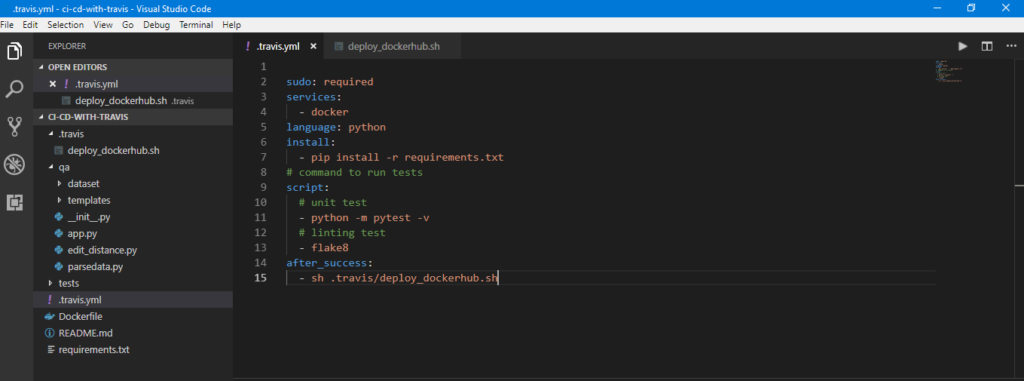 .travis.yml - ci-cd-with-travis - Visual Studio Code
File Edit Selection View Go Debug Terminal Help
EXPLORER
OPEN EDITORS
.travis.yml
deploy_dockerhub.sh .travis
CI-CD-WITH-TRAVIS
.travis
deploy_dockerhub.sh
qa
dataset
templates
__init__.py
app.py
edit_distance.py
parsedata.py
tests
.travis.yml
Dockerfile
README.md
requirements.txt
.travis.yml
deploy_dockerhub.sh
1
2 sudo: required
3 services:
4 - docker
5 language: python
6 install:
7 - pip install -r requirements.txt
8 # command to run tests
9 script:
10 # unit test
11 - python -m pytest -v
12 # linting test
13 - flake8
14 after_success:
15 - sh .travis/deploy_dockerhub.sh